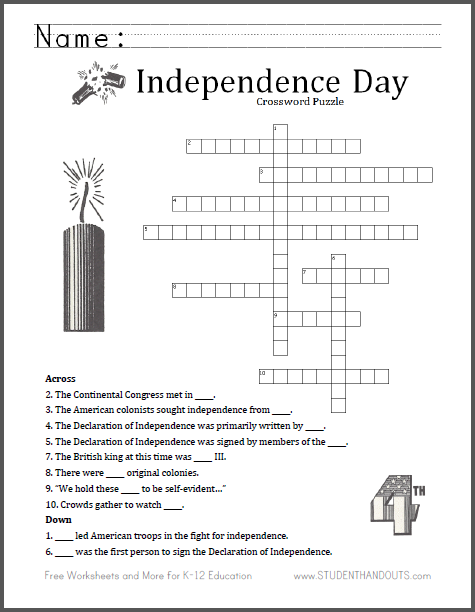 Name:
Independence Day
Crossword Puzzle
1
2
3
4
5
6
7
8
9
10
Across
2. The Continental Congress met in ____.
3. The American colonists sought independence from ____.
4. The Declaration of Independence was primarily written by ____.
5. The Declaration of Independence was signed by members of the ____.
7. The British king at this time was ____ III.
8. There were ____ original colonies.
9. "We hold these ____ to be self-evident..."
10. Crowds gather to watch ____.
Down
1. ____ led American troops in the fight for independence.
6. ____ was the first person to sign the Declaration of Independence.
4TH
Free Worksheets and More for K-12 Education www.STUDENTHANDOUTS.com